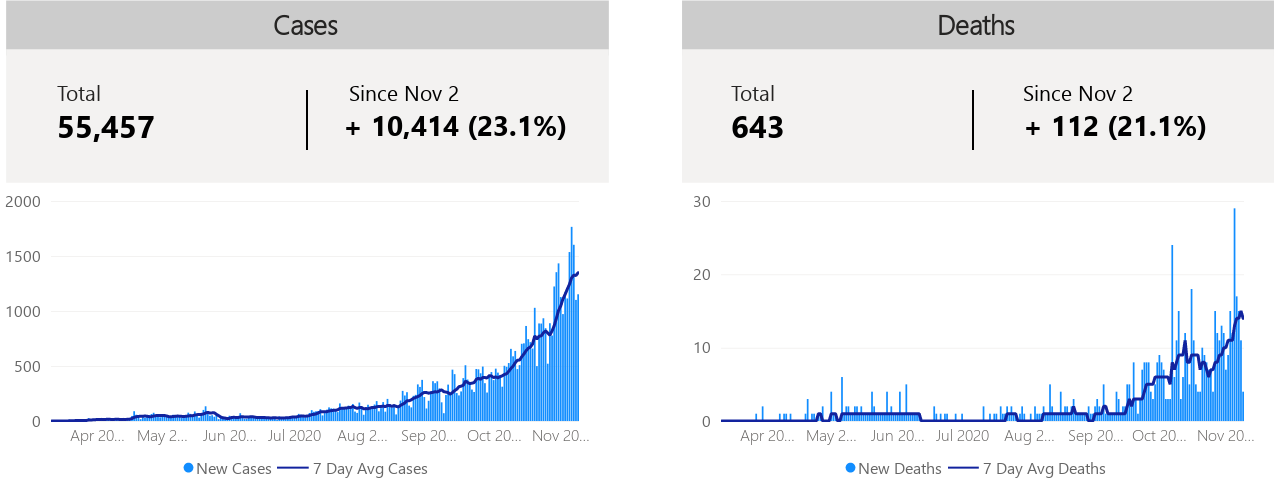 Cases
Total
Since Nov 2
55,457
+ 10,414 (23.1%)
2000
1500
1000
500
0
Apr 20... May 2... Jun 20... Jul 2020 Aug 2... Sep 20... Oct 20... Nov 20...
New Cases 7 Day Avg Cases
Deaths
Total
Since Nov 2
643
+ 112 (21.1%)
30
20
10
0
Apr 20... May 2... Jun 20... Jul 2020 Aug 2... Sep 20... Oct 20... Nov 20...
New Deaths 7 Day Avg Deaths